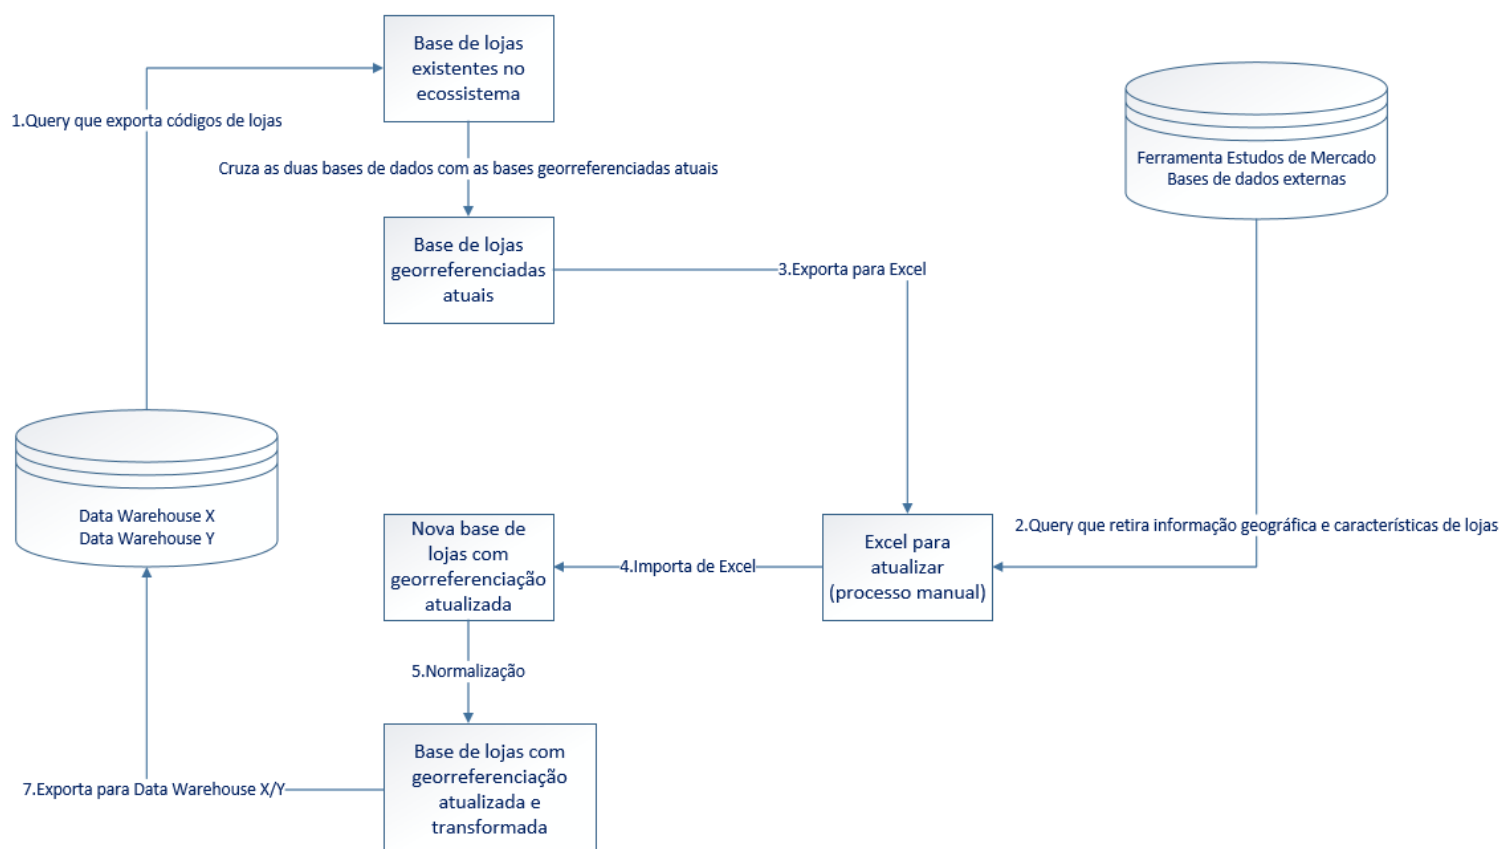 Base de lojas
existentes no
ecossistema
1.Query que exporta códigos de lojas
Cruza as duas bases de dados com as bases georreferenciadas atuais
Ferramenta Estudos de Mercado
Bases de dados externas
Base de lojas
georreferenciadas
atuais
3.Exporta para Excel
Data Warehouse X
Data Warehouse Y
Nova base de
lojas com
georreferenciação
atualizada
4.Importa de Excel
Excel para
atualizar
(processo manual)
2.Query que retira informação geográfica e características de lojas
5.Normalização
Base de lojas com
georreferenciação
atualizada e
transformada
7.Exporta para Data Warehouse X/Y